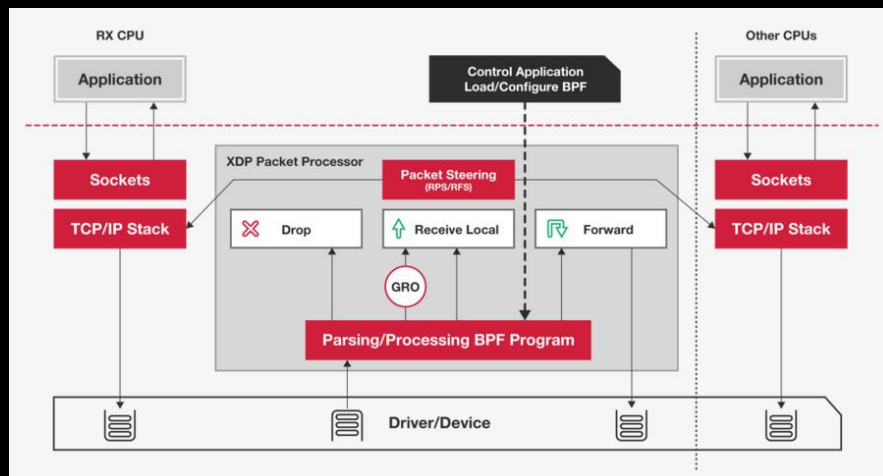 RX CPU
Other CPUs
Application
Control Application
Load/Configure BPF
Application
XDP Packet Processor
Sockets
Packet Steering
(RPS/RFS)
Sockets
TCP/IP Stack
Drop
Receive Local
Forward
TCP/IP Stack
GRO
Parsing/Processing BPF Program
Driver/Device